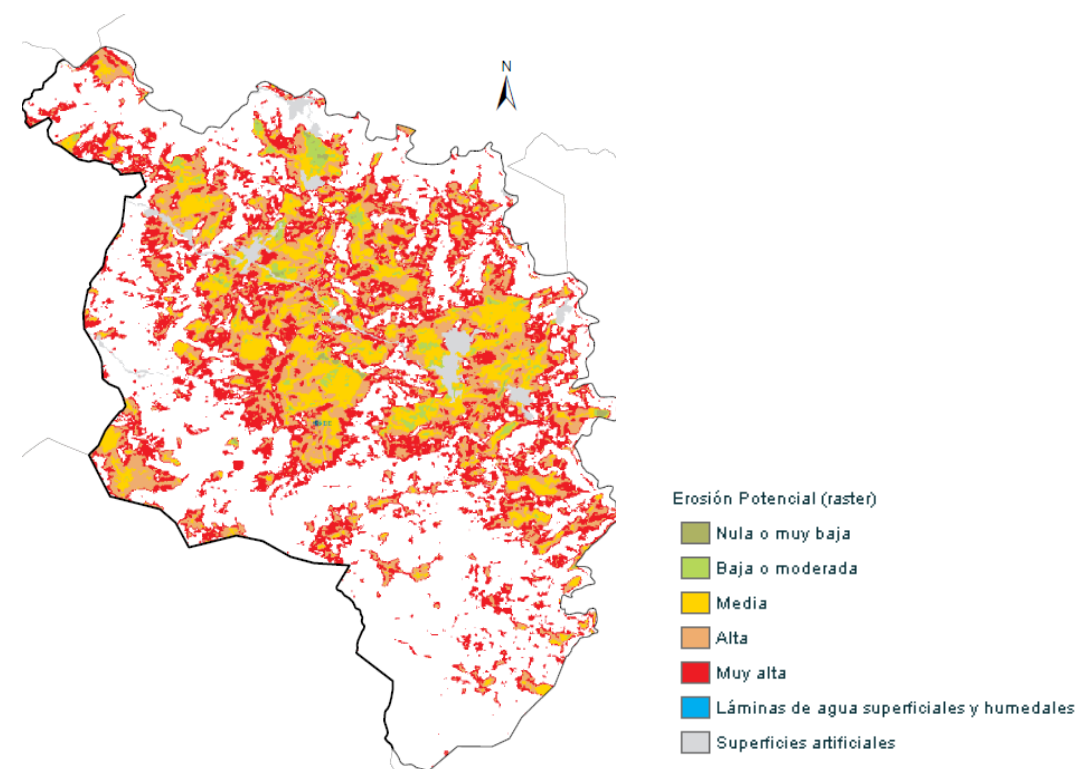 N
Erosión Potencial (raster)
Nula o muy baja
Baja o moderada
Media
Alta
Muy alta
Láminas de agua superficiales y humedales
Superficies artificiales